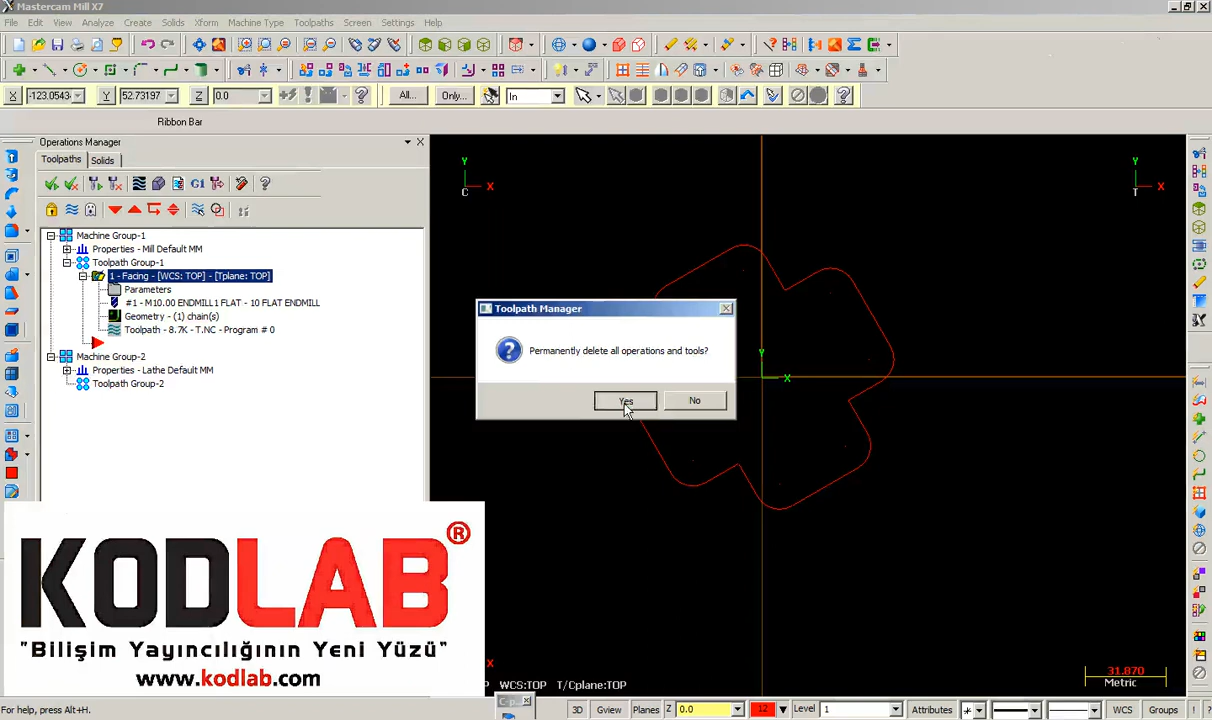 Mastercam Mill X7
File Edit View Analyze Create Solids Xform Machine Type Toolpaths Screen Settings Help
X -123.0543 Y 52.73197 Z 0.0 All... Only... In
Ribbon Bar
Operations Manager
Toolpaths Solids
G1
Machine Group-1
Properties - Mill Default MM
Toolpath Group-1
1 - Facing - [WCS: TOP] - [Tplane: TOP]
Parameters
#1 - M10.00 ENDMILL1 FLAT - 10 FLAT ENDMILL
Geometry - (1) chain(s)
Toolpath - 8.7K - T.NC - Program # 0
Machine Group-2
Properties - Lathe Default MM
Toolpath Group-2
Y
X
C
Y
X
T
Toolpath Manager
Permanently delete all operations and tools?
Yes No
Y
X
KODLAB®
"Bilişim Yayıncılığının Yeni Yüzü"
www.kodlab.com
X
WCS:TOP T/Cplane:TOP
31.870
Metric
For help, press Alt+H.
3D Gview Planes Z 0.0 12 Level 1 Attributes * WCS Groups ! ?